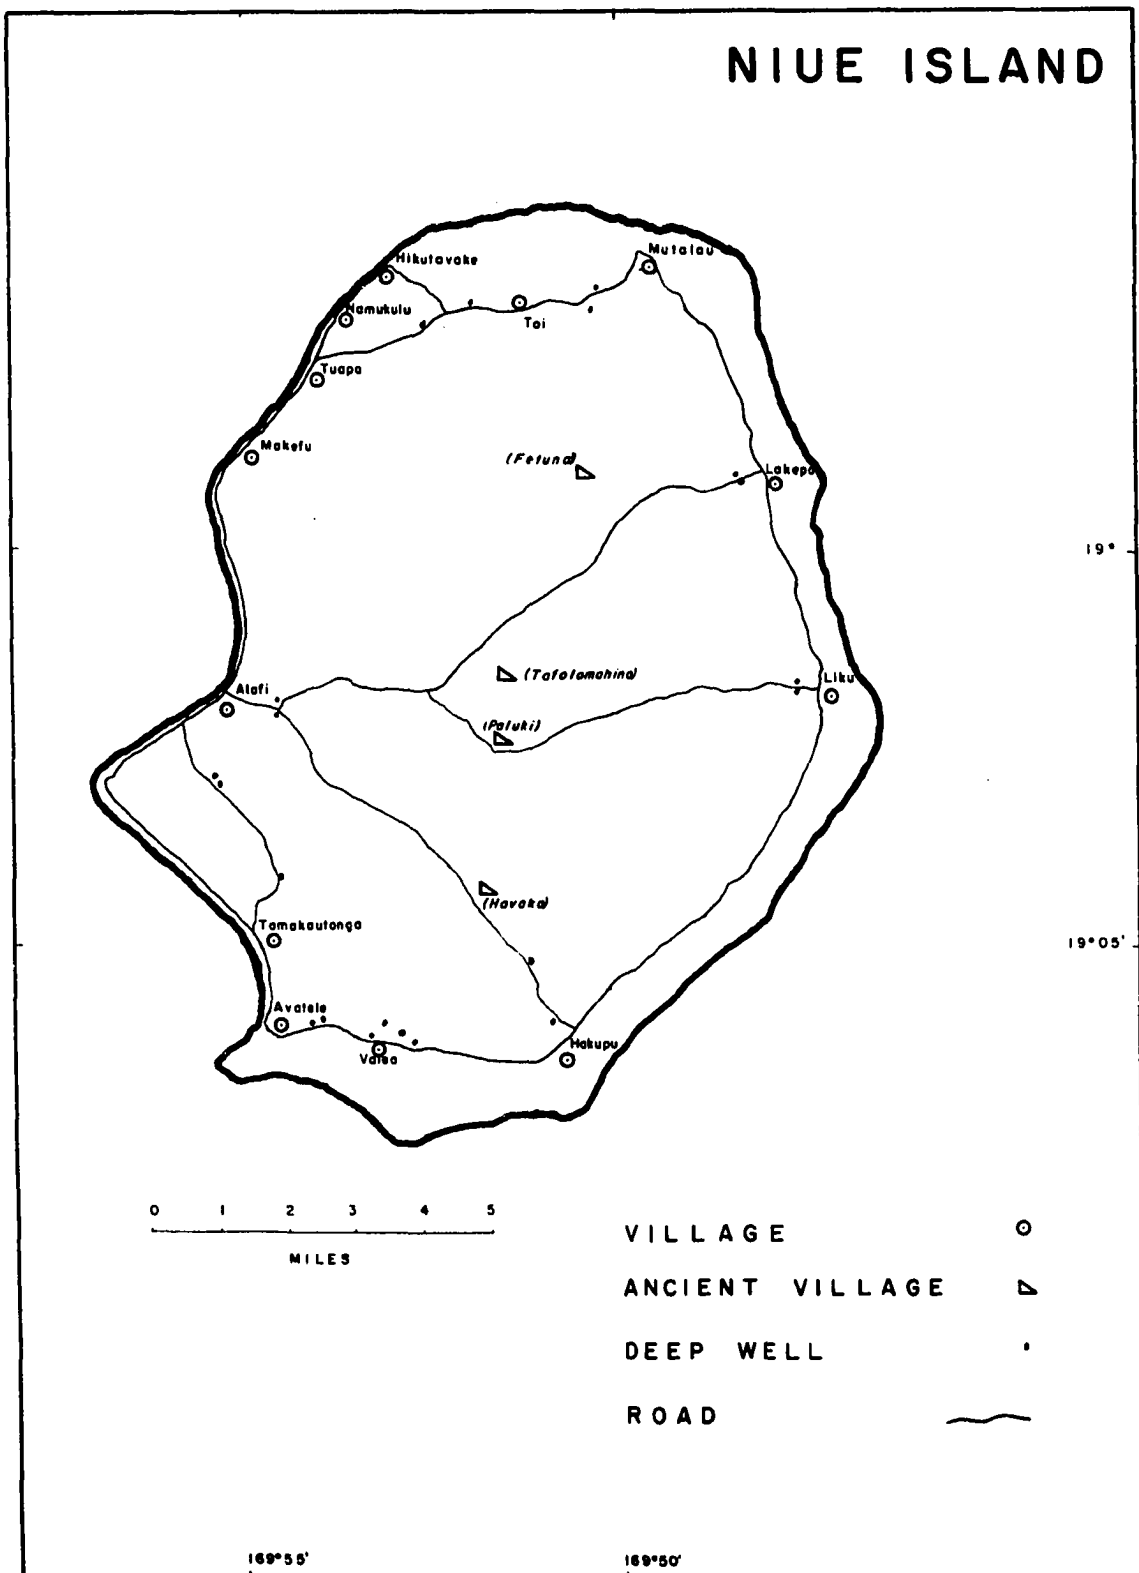 NIUE ISLAND
Mutalau
Hikutavake
Namukulu
Toi
Tuapa
Makefu
(Fetuna)
Lakepa
19°
(Tafolomahina)
Liku
Alofi
(Paluki)
(Havaka)
Tamakautonga
19°05'
Avatele
Hakupu
Vaiea
0 1 2 3 4 5
MILES
VILLAGE
ANCIENT VILLAGE
DEEP WELL
ROAD
169°55' 169°50'